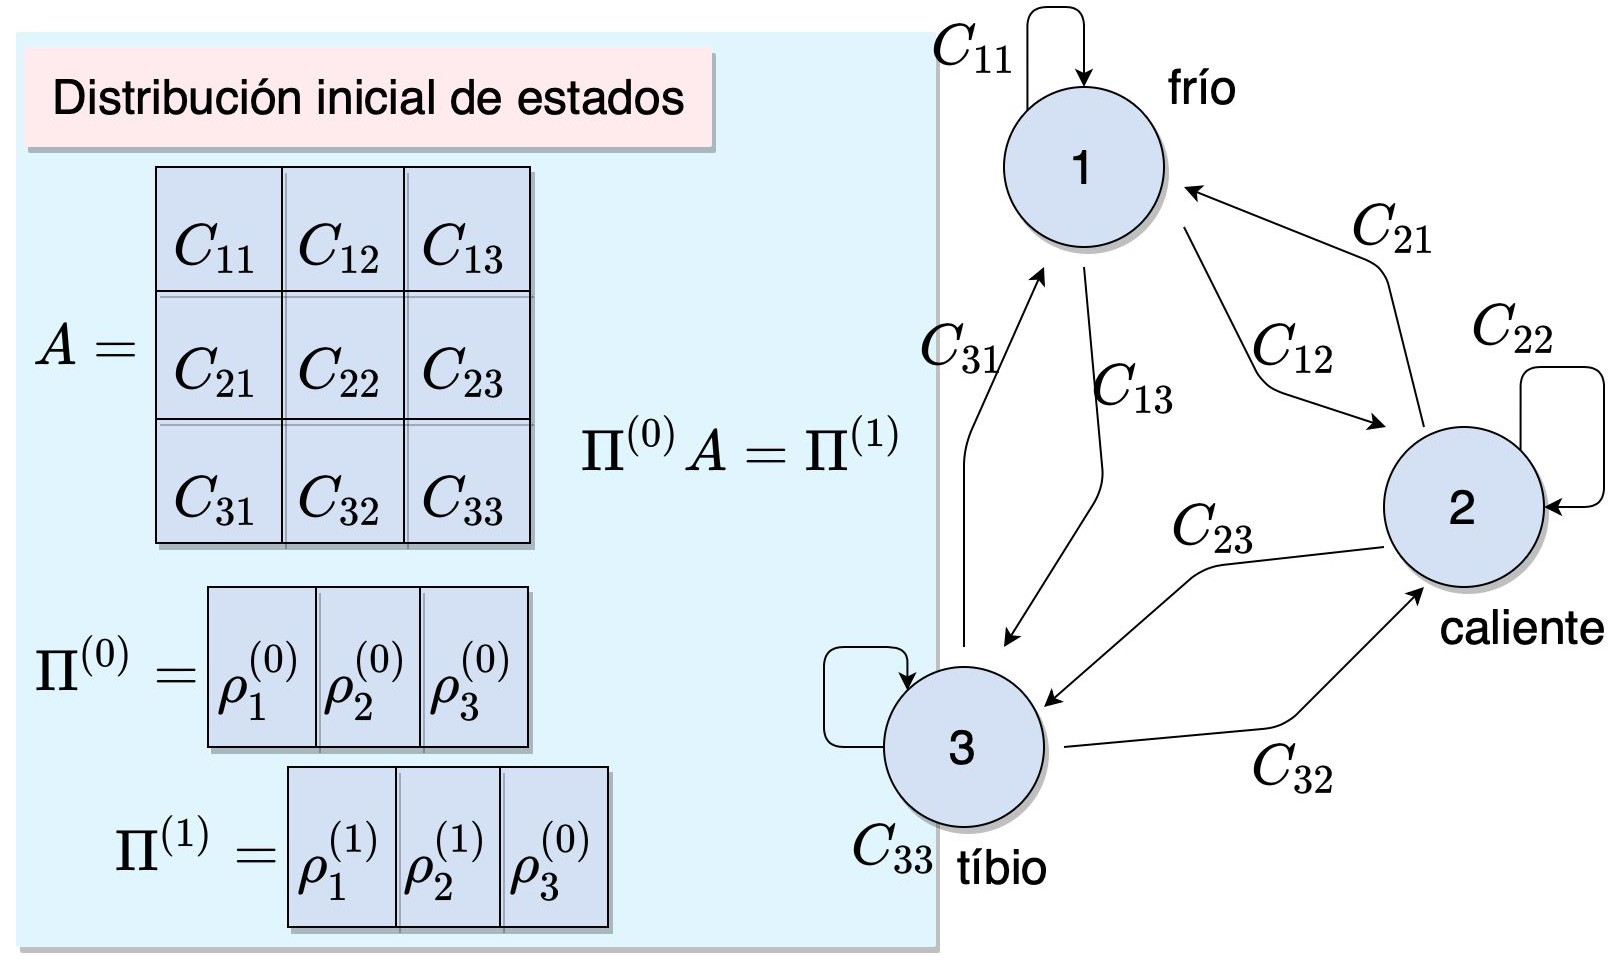 Distribución inicial de estados
A =
C11 C12 C13
C21 C22 C23
C31 C32 C33
Π(0) A = Π(1)
Π(0) = ρ1(0) ρ2(0) ρ3(0)
Π(1) = ρ1(1) ρ2(1) ρ3(0)
C11
frío
1
C21
C22
C31
C12
C13
2
C23
caliente
3
C32
C33
tíbio